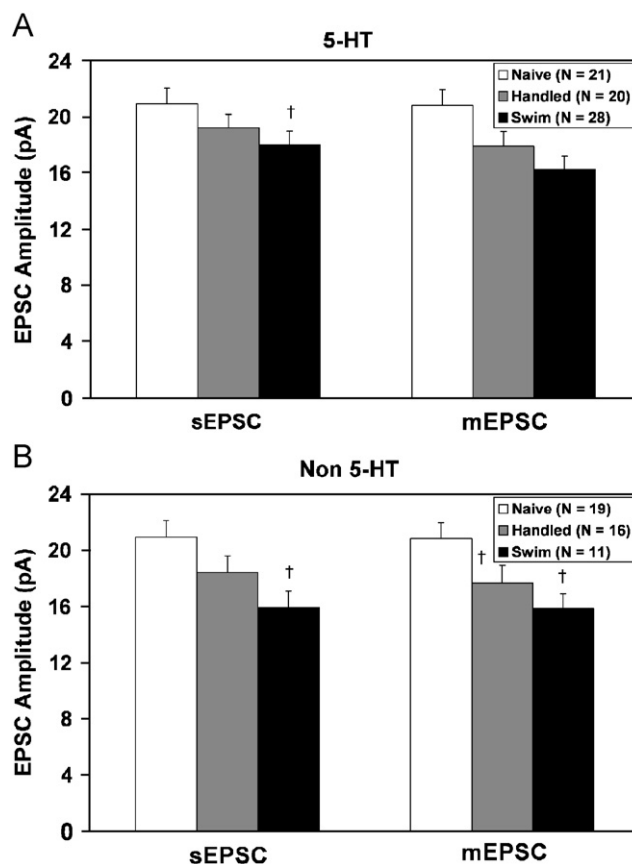 A
5-HT
24
20
16
12
8
4
0
EPSC Amplitude (pA)
Naive (N = 21)
Handled (N = 20)
Swim (N = 28)
†
sEPSC
mEPSC
B
Non 5-HT
24
20
16
12
8
4
0
EPSC Amplitude (pA)
Naive (N = 19)
Handled (N = 16)
Swim (N = 11)
†
†
†
sEPSC
mEPSC